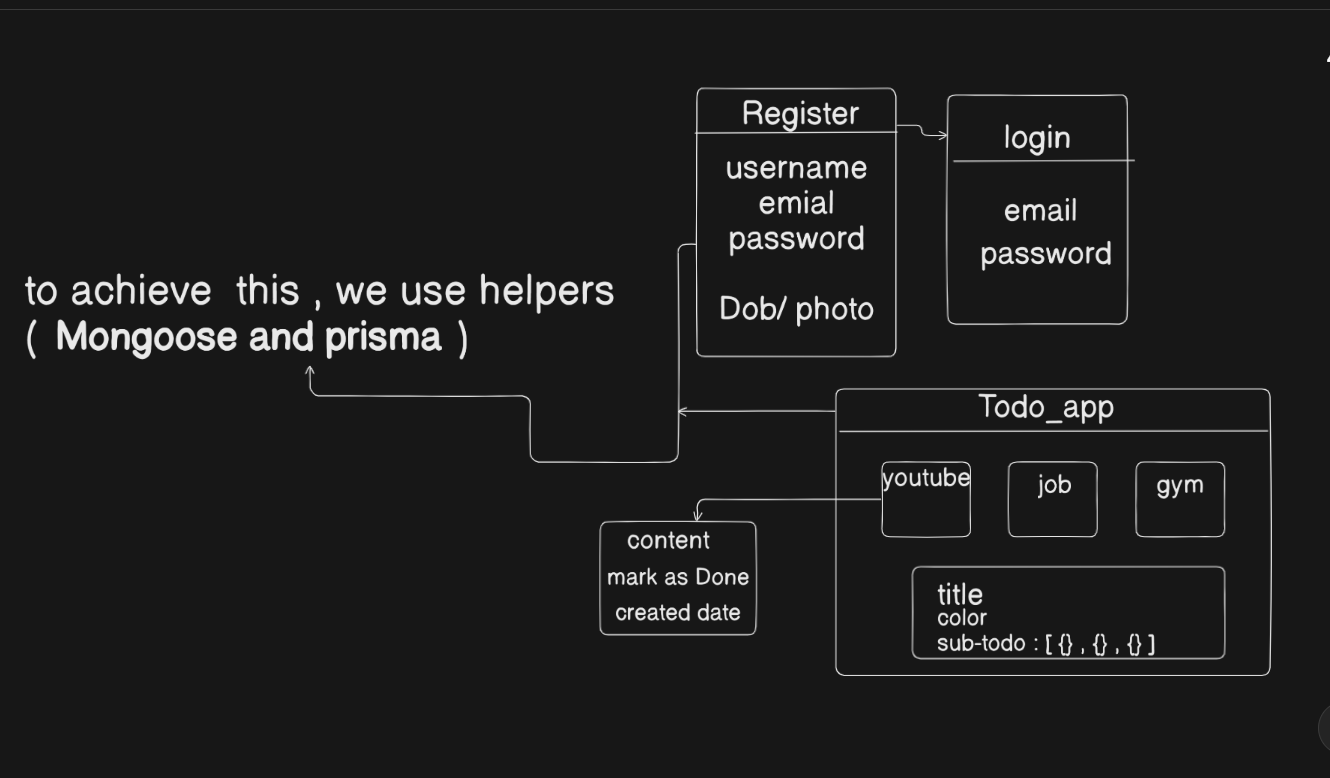 to achieve this , we use helpers
( Mongoose and prisma )
Register
username
emial
password
Dob/ photo
login
email
password
Todo_app
youtube
job
gym
title
color
sub-todo : [ {} , {} , {} ]
content
mark as Done
created date